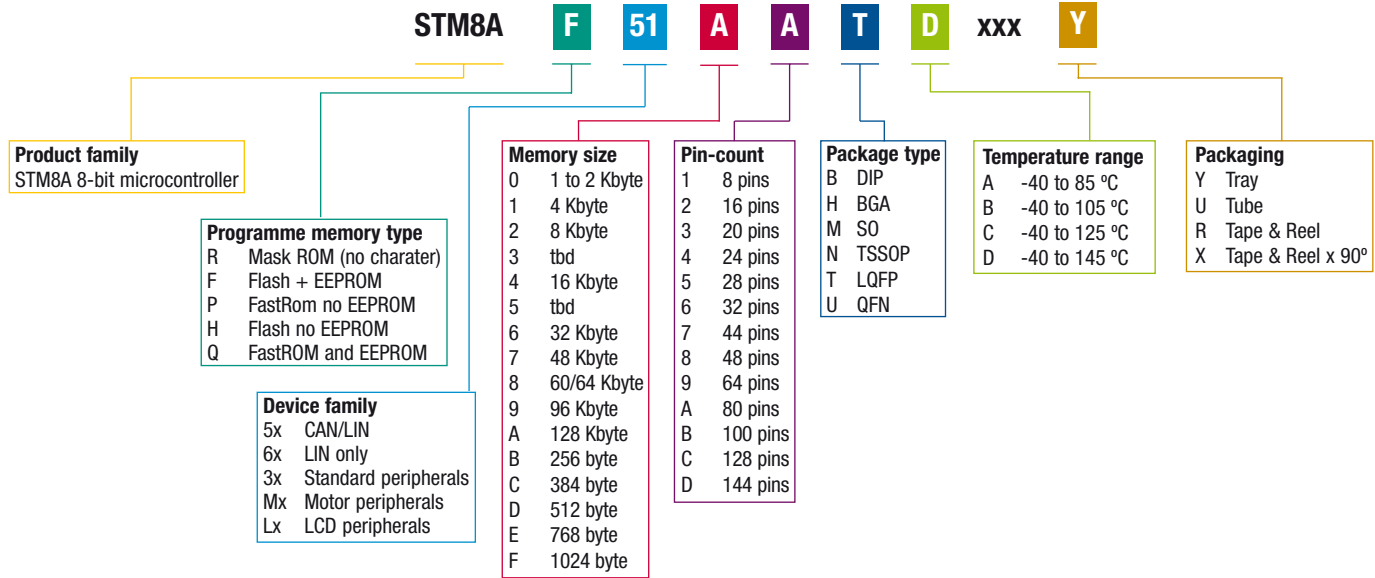 STM8A F 51 A A T D xxx Y
Product family
STM8A 8-bit microcontroller
Programme memory type
R Mask ROM (no charater)
F Flash + EEPROM
P FastRom no EEPROM
H Flash no EEPROM
Q FastROM and EEPROM
Device family
5x CAN/LIN
6x LIN only
3x Standard peripherals
Mx Motor peripherals
Lx LCD peripherals
Memory size
0 1 to 2 Kbyte
1 4 Kbyte
2 8 Kbyte
3 tbd
4 16 Kbyte
5 tbd
6 32 Kbyte
7 48 Kbyte
8 60/64 Kbyte
9 96 Kbyte
A 128 Kbyte
B 256 byte
C 384 byte
D 512 byte
E 768 byte
F 1024 byte
Pin-count
1 8 pins
2 16 pins
3 20 pins
4 24 pins
5 28 pins
6 32 pins
7 44 pins
8 48 pins
9 64 pins
A 80 pins
B 100 pins
C 128 pins
D 144 pins
Package type
B DIP
H BGA
M SO
N TSSOP
T LQFP
U QFN
Temperature range
A -40 to 85 ºC
B -40 to 105 ºC
C -40 to 125 ºC
D -40 to 145 ºC
Packaging
Y Tray
U Tube
R Tape & Reel
X Tape & Reel x 90º